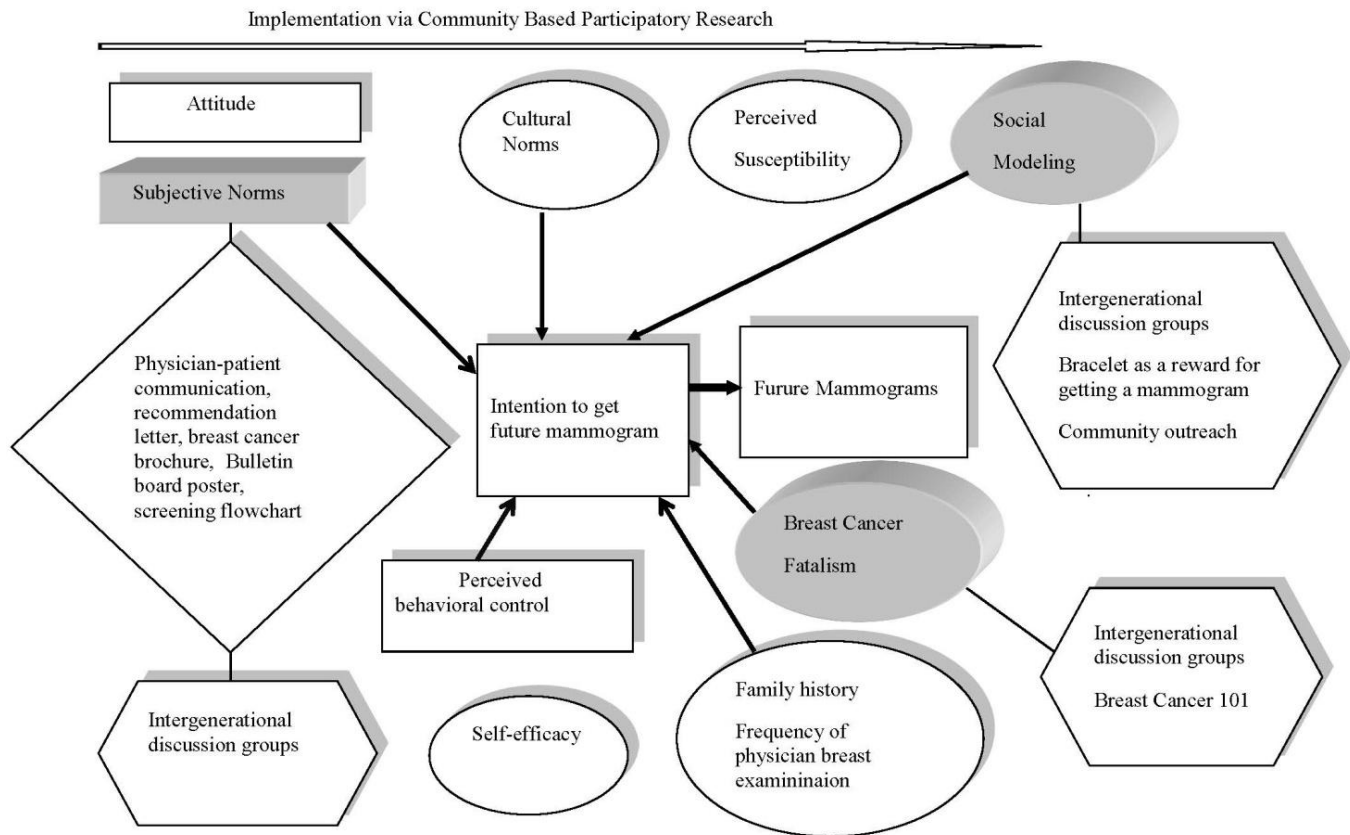 Implementation via Community Based Participatory Research
Attitude
Subjective Norms
Cultural
Norms
Perceived
Susceptibility
Social
Modeling
Physician-patient
communication,
recommendation
letter, breast cancer
brochure, Bulletin
board poster,
screening flowchart
Intention to get
future mammogram
Furure Mammograms
Intergenerational
discussion groups
Bracelet as a reward for
getting a mammogram
Community outreach
Breast Cancer
Fatalism
Perceived
behavioral control
Intergenerational
discussion groups
Self-efficacy
Family history
Frequency of
physician breast
examininaion
Intergenerational
discussion groups
Breast Cancer 101